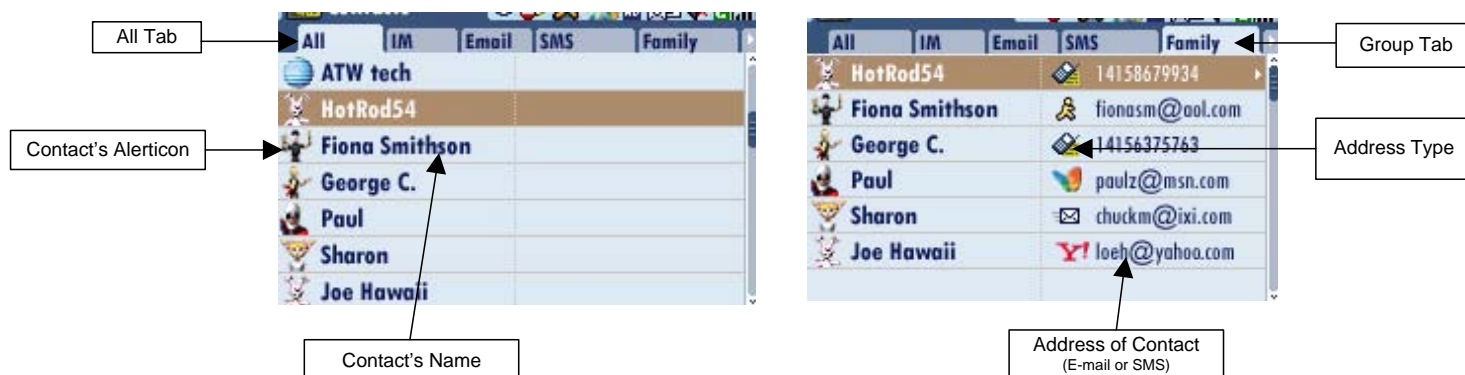 All Tab
All IM Email SMS Family
ATW tech
HotRod54
Contact's Alerticon
Fiona Smithson
George C.
Paul
Sharon
Joe Hawaii
Contact's Name
All IM Email SMS Family
Group Tab
HotRod54 14158679934
Fiona Smithson fionasm@aol.com
George C. 14156375763
Address Type
Paul paulz@msn.com
Sharon chuckm@ixi.com
Joe Hawaii Y! loeh@yahoo.com
Address of Contact
(E-mail or SMS)